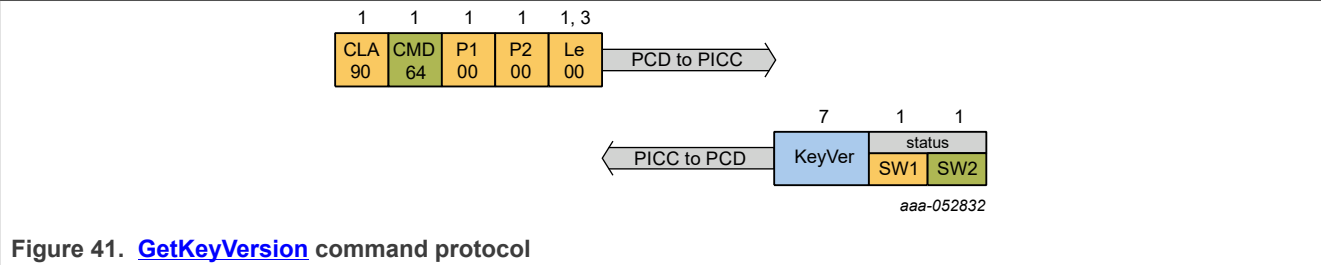 1 1 1 1 1, 3
CLA CMD P1 P2 Le
90 64 00 00 00
PCD to PICC
7 1 1
KeyVer status
SW1 SW2
PICC to PCD
aaa-052832
Figure 41. GetKeyVersion command protocol